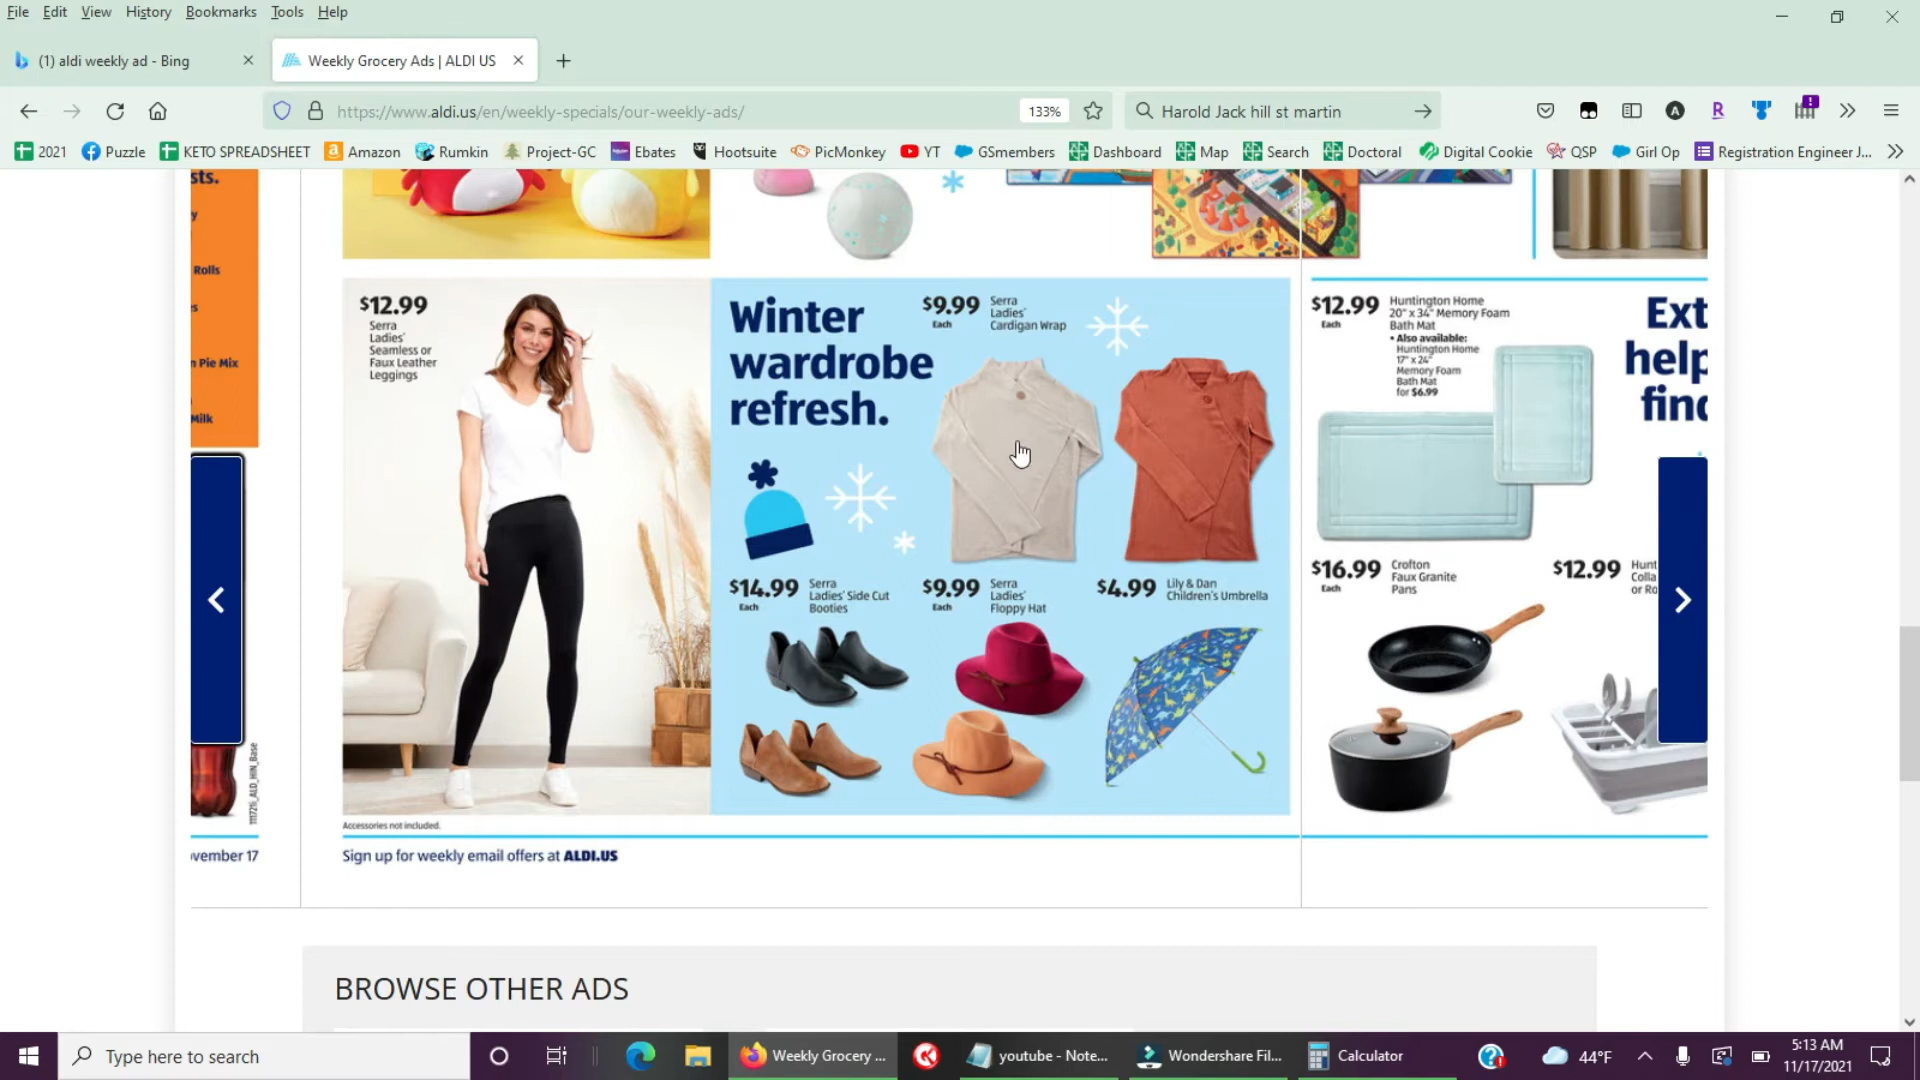 File Edit View History Bookmarks Tools Help
(1) aldi weekly ad - Bing
Weekly Grocery Ads | ALDI US
https://www.aldi.us/en/weekly-specials/our-weekly-ads/
133%
Harold Jack hill st martin
2021 Puzzle KETO SPREADSHEET Amazon Rumkin Project-GC Ebates Hootsuite PicMonkey YT GSmembers Dashboard Map Search Doctoral Digital Cookie QSP Girl Op Registration Engineer J...
sts.
Rolls
n Pie Mix
Milk
111721i_ALD_HIN_Base
vember 17
$12.99
Serra
Ladies'
Seamless or
Faux Leather
Leggings
Winter
wardrobe
refresh.
$9.99
Each
Serra
Ladies'
Cardigan Wrap
$14.99
Each
Serra
Ladies' Side Cut
Booties
$9.99
Each
Serra
Ladies'
Floppy Hat
$4.99
Lily & Dan
Children's Umbrella
$12.99
Each
Huntington Home
20" x 34" Memory Foam
Bath Mat
• Also available:
Huntington Home
17" x 24"
Memory Foam
Bath Mat
for $6.99
Ext
help
find
$16.99
Each
Crofton
Faux Granite
Pans
$12.99
Hunt
Colla
or Ro
Accessories not included.
Sign up for weekly email offers at ALDI.US
BROWSE OTHER ADS
Type here to search
Weekly Grocery ...
youtube - Note...
Wondershare Fil...
Calculator
44°F
5:13 AM
11/17/2021